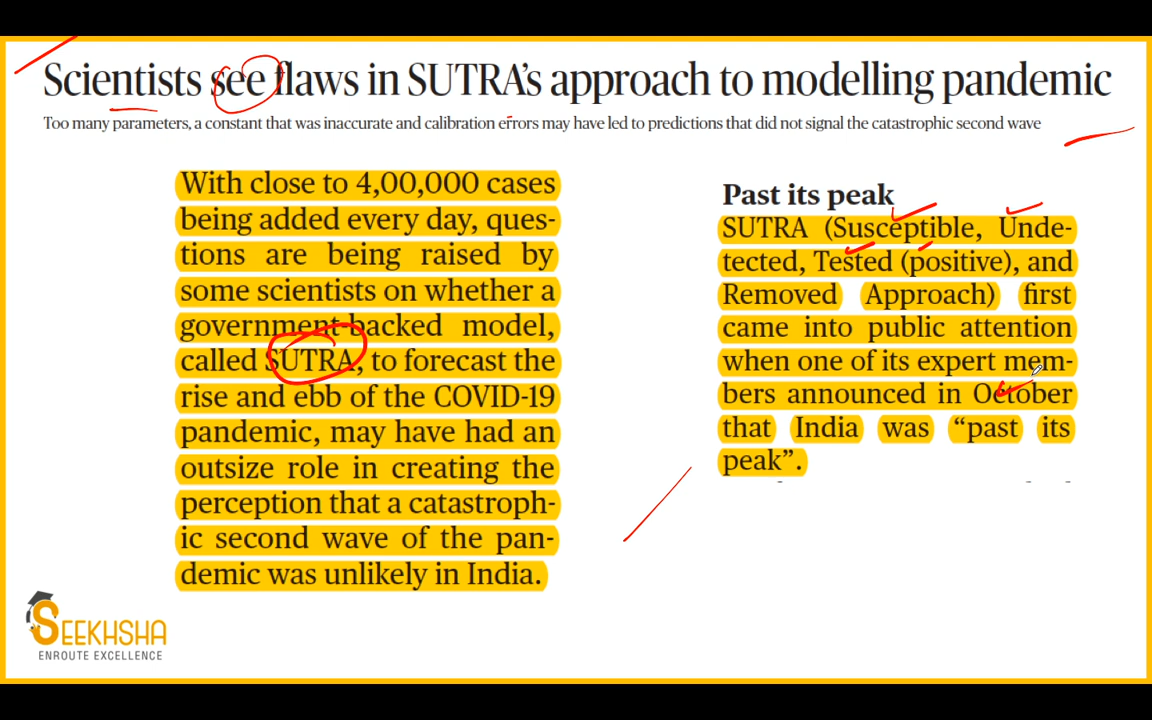 Scientists see flaws in SUTRA's approach to modelling pandemic
Too many parameters, a constant that was inaccurate and calibration errors may have led to predictions that did not signal the catastrophic second wave
With close to 4,00,000 cases
being added every day, ques-
tions are being raised by
some scientists on whether a
government-backed model,
called SUTRA, to forecast the
rise and ebb of the COVID-19
pandemic, may have had an
outsize role in creating the
perception that a catastroph-
ic second wave of the pan-
demic was unlikely in India.
Past its peak
SUTRA (Susceptible, Unde-
tected, Tested (positive), and
Removed Approach) first
came into public attention
when one of its expert mem-
bers announced in October
that India was “past its
peak”.
SEEKHSHA
ENROUTE EXCELLENCE